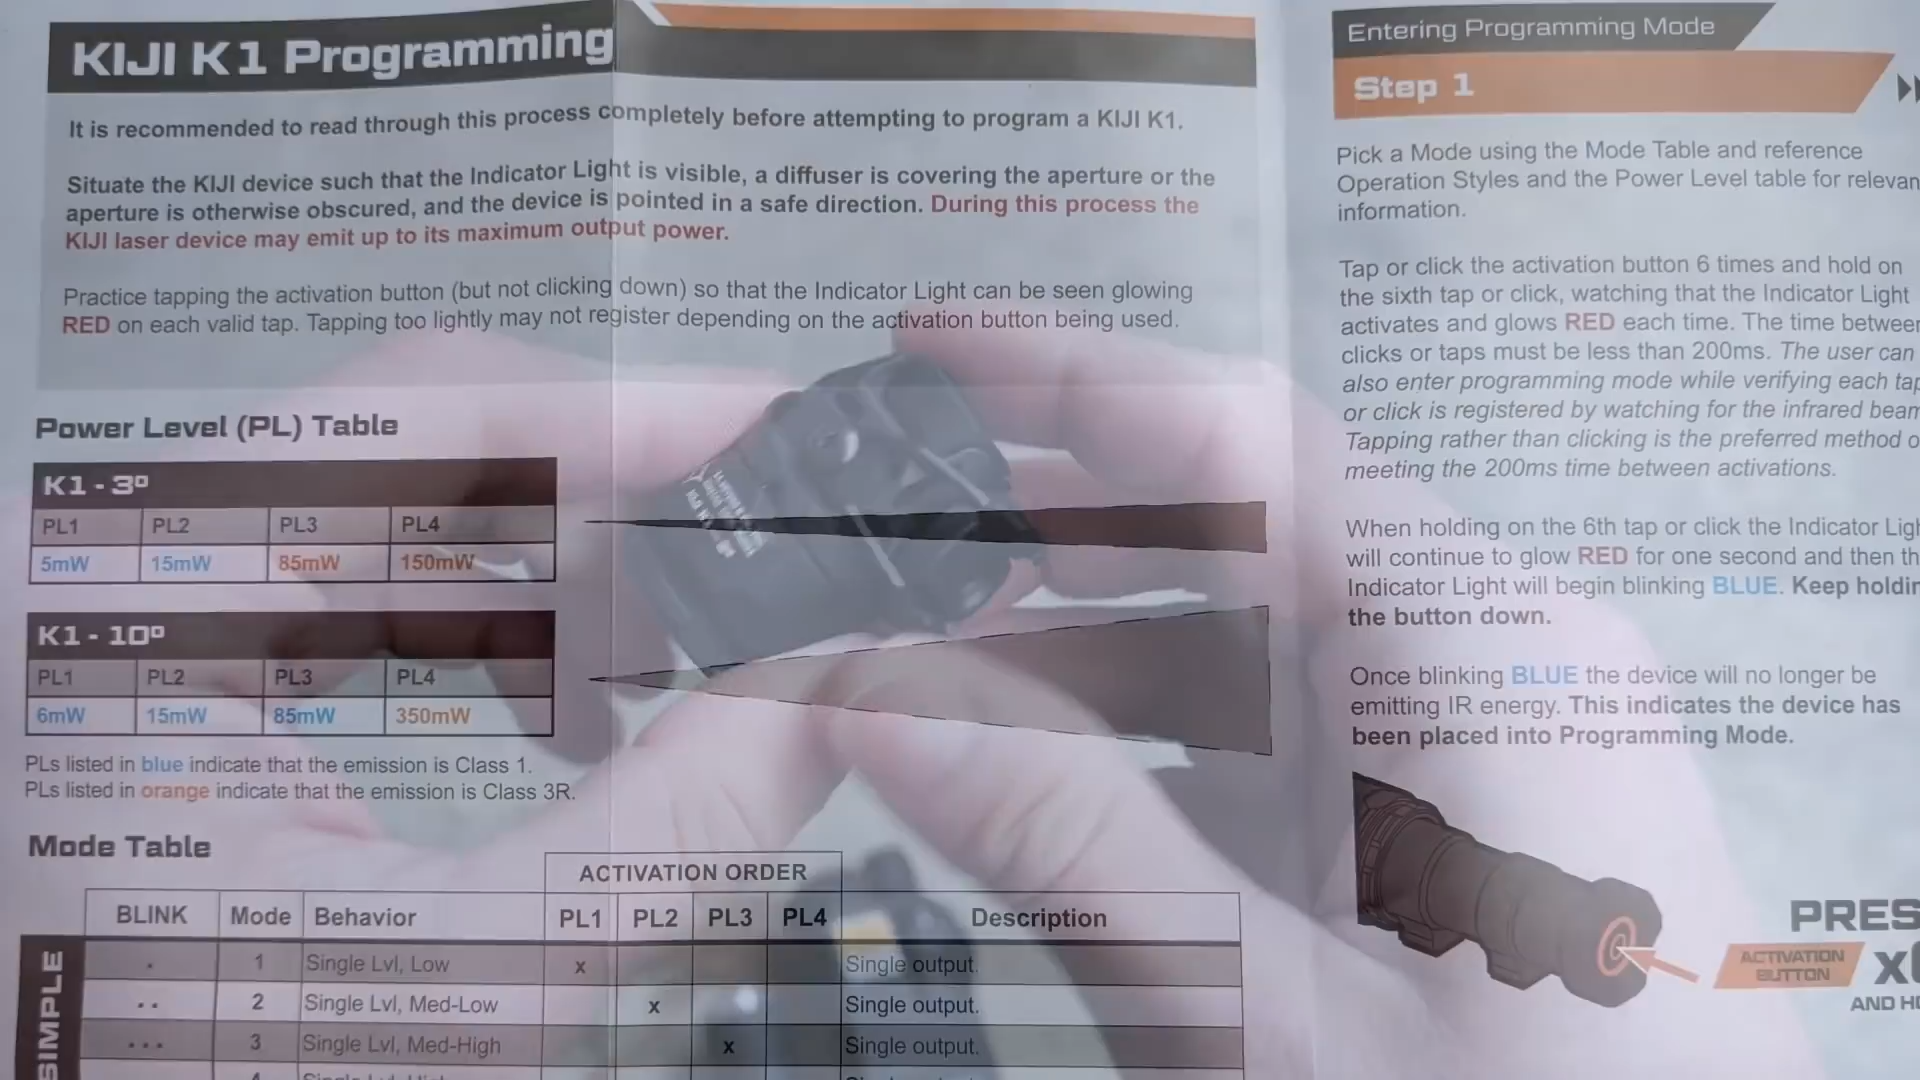 KIJI K1 Programming
It is recommended to read through this process completely before attempting to program a KIJI K1.
Situate the KIJI device such that the Indicator Light is visible, a diffuser is covering the aperture or the
aperture is otherwise obscured, and the device is pointed in a safe direction. During this process the
KIJI laser device may emit up to its maximum output power.
Practice tapping the activation button (but not clicking down) so that the Indicator Light can be seen glowing
RED on each valid tap. Tapping too lightly may not register depending on the activation button being used.
Power Level (PL) Table
K1 - 3º
PL1 PL2 PL3 PL4
5mW 15mW 85mW 150mW
K1 - 10º
PL1 PL2 PL3 PL4
6mW 15mW 85mW 350mW
PLs listed in blue indicate that the emission is Class 1.
PLs listed in orange indicate that the emission is Class 3R.
Mode Table
ACTIVATION ORDER
BLINK Mode Behavior PL1 PL2 PL3 PL4 Description
SIMPLE
. 1 Single Lvl, Low x Single output.
.. 2 Single Lvl, Med-Low x Single output.
... 3 Single Lvl, Med-High x Single output.
Entering Programming Mode
Step 1
Pick a Mode using the Mode Table and reference
Operation Styles and the Power Level table for relevan
information.
Tap or click the activation button 6 times and hold on
the sixth tap or click, watching that the Indicator Light
activates and glows RED each time. The time between
clicks or taps must be less than 200ms. The user can
also enter programming mode while verifying each tap
or click is registered by watching for the infrared beam
Tapping rather than clicking is the preferred method o
meeting the 200ms time between activations.
When holding on the 6th tap or click the Indicator Ligh
will continue to glow RED for one second and then th
Indicator Light will begin blinking BLUE. Keep holdin
the button down.
Once blinking BLUE the device will no longer be
emitting IR energy. This indicates the device has
been placed into Programming Mode.
PRES
ACTIVATION
BUTTON
AND HO